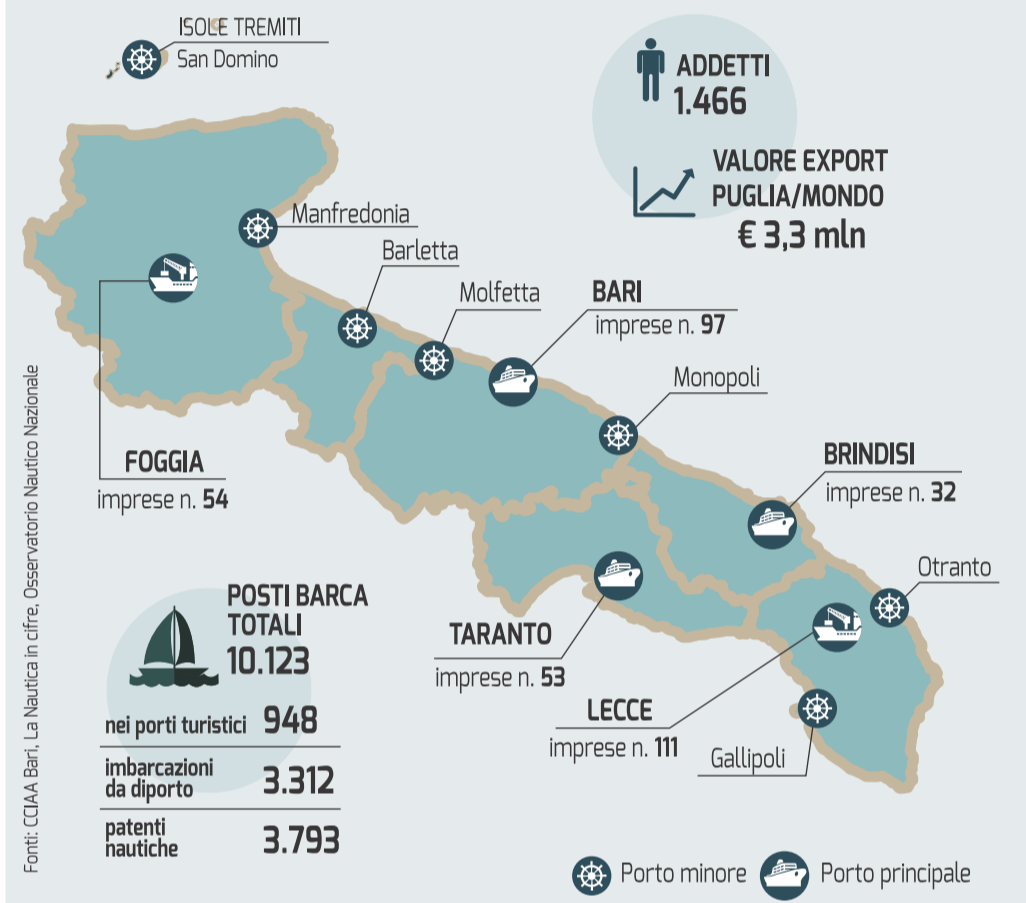 ISOLE TREMITI
San Domino
ADDETTI
1.466
VALORE EXPORT
PUGLIA/MONDO
€ 3,3 mln
Manfredonia
Barletta
Molfetta
BARI
imprese n. 97
Monopoli
BRINDISI
imprese n. 32
FOGGIA
imprese n. 54
Otranto
TARANTO
imprese n. 53
LECCE
imprese n. 111
Gallipoli
POSTI BARCA
TOTALI
10.123
nei porti turistici 948
imbarcazioni
da diporto 3.312
patenti
nautiche 3.793
Porto minore
Porto principale
Fonti: CCIAA Bari, La Nautica in cifre, Osservatorio Nautico Nazionale